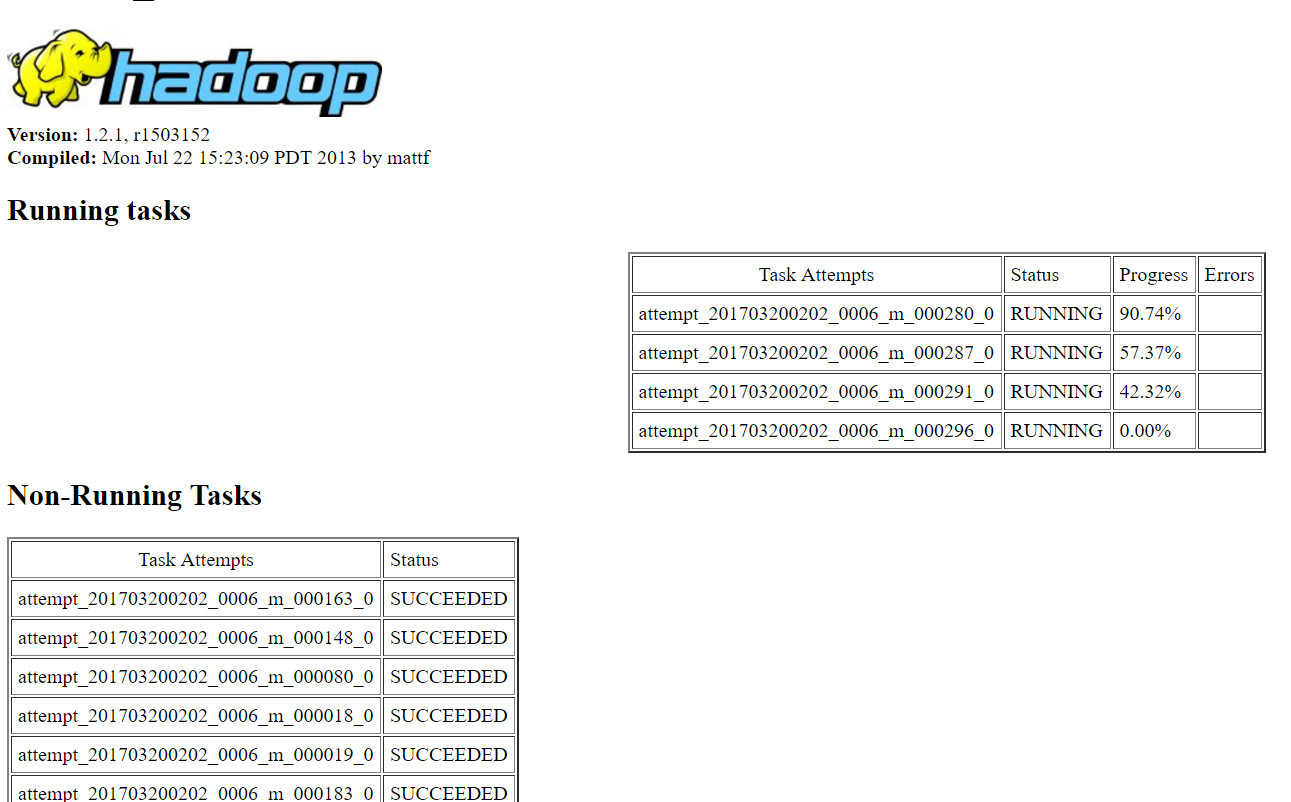 hadoop
Version: 1.2.1, r1503152
Compiled: Mon Jul 22 15:23:09 PDT 2013 by mattf
Running tasks
Task Attempts Status Progress Errors
attempt_201703200202_0006_m_000280_0 RUNNING 90.74%
attempt_201703200202_0006_m_000287_0 RUNNING 57.37%
attempt_201703200202_0006_m_000291_0 RUNNING 42.32%
attempt_201703200202_0006_m_000296_0 RUNNING 0.00%
Non-Running Tasks
Task Attempts Status
attempt_201703200202_0006_m_000163_0 SUCCEEDED
attempt_201703200202_0006_m_000148_0 SUCCEEDED
attempt_201703200202_0006_m_000080_0 SUCCEEDED
attempt_201703200202_0006_m_000018_0 SUCCEEDED
attempt_201703200202_0006_m_000019_0 SUCCEEDED
attempt_201703200202_0006_m_000183_0 SUCCEEDED